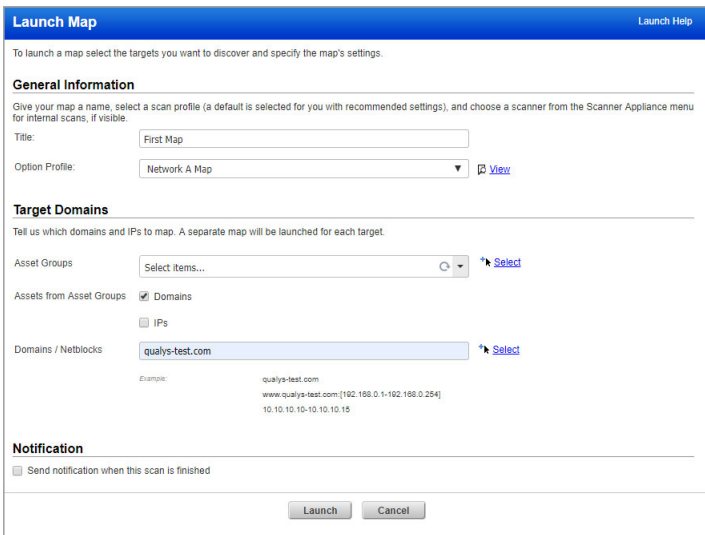 Launch Map
Launch Help
To launch a map select the targets you want to discover and specify the map's settings.
General Information
Give your map a name, select a scan profile (a default is selected for you with recommended settings), and choose a scanner from the Scanner Appliance menu
for internal scans, if visible.
Title:
First Map
Option Profile:
Network A Map
View
Target Domains
Tell us which domains and IPs to map. A separate map will be launched for each target.
Asset Groups
Select items...
Select
Assets from Asset Groups
Domains
IPs
Domains / Netblocks
qualys-test.com
Select
Example:
qualys-test.com
www.qualys-test.com:[192.168.0.1-192.168.0.254]
10.10.10.10-10.10.10.15
Notification
Send notification when this scan is finished
Launch
Cancel